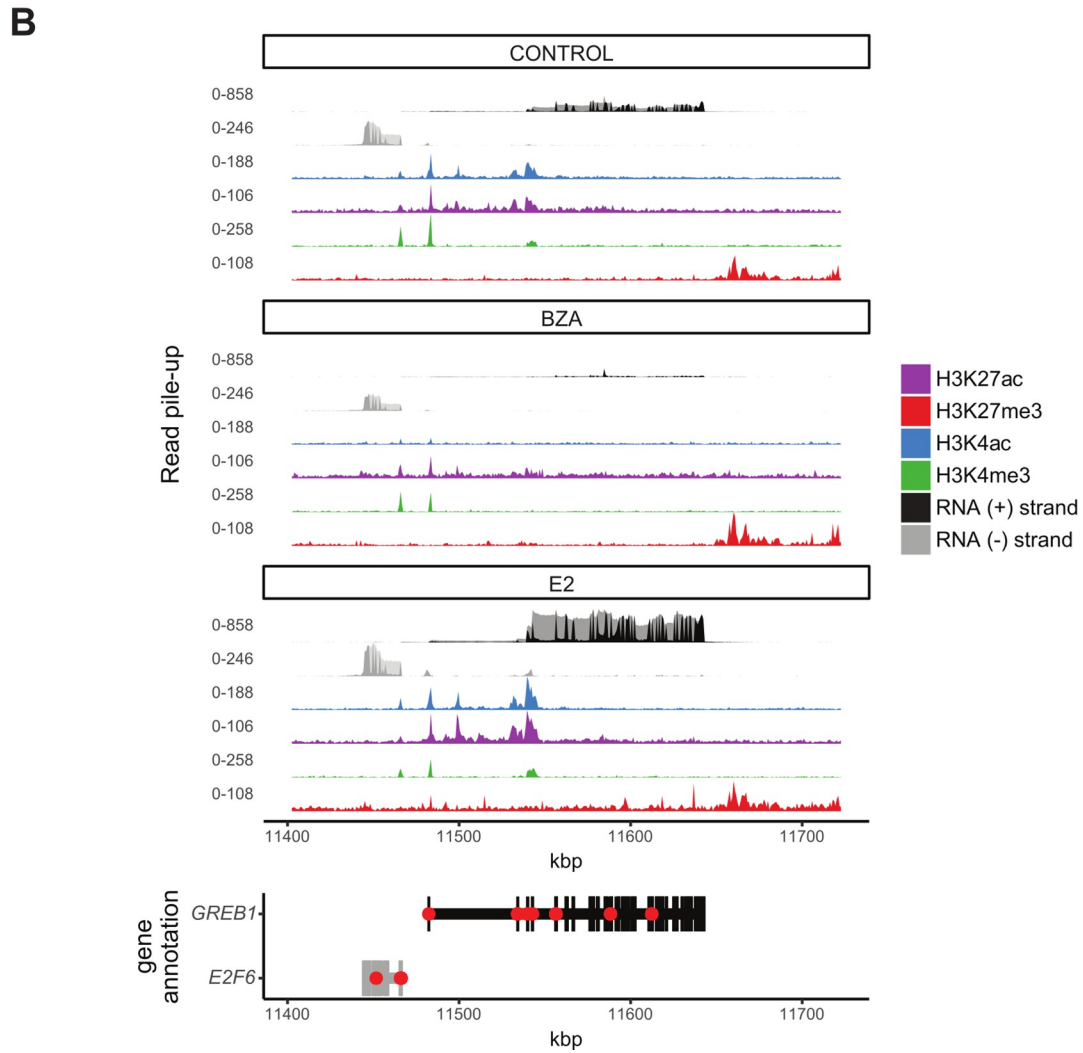 B
CONTROL
0-858
0-246
0-188
0-106
0-258
0-108
BZA
0-858
0-246
0-188
0-106
0-258
0-108
E2
0-858
0-246
0-188
0-106
0-258
0-108
Read pile-up
11400 11500 11600 11700
kbp
H3K27ac
H3K27me3
H3K4ac
H3K4me3
RNA (+) strand
RNA (-) strand
gene
annotation
GREB1
E2F6
11400 11500 11600 11700
kbp